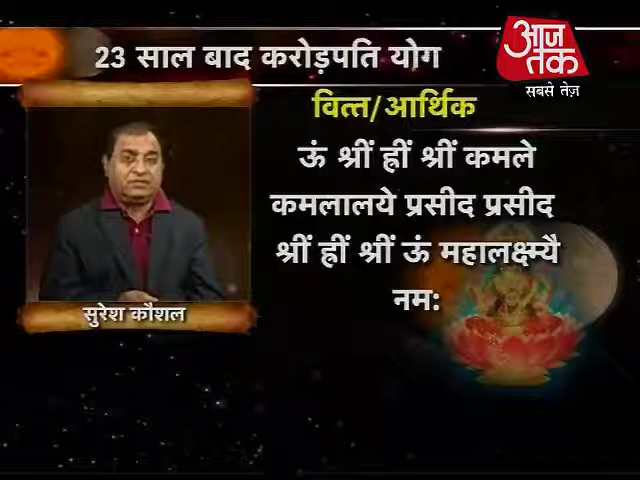 23 साल बाद करोड़पति योग
आज
तक
सबसे तेज़
वित्त/आर्थिक
ऊं श्रीं ह्रीं श्रीं कमले
कमलालये प्रसीद प्रसीद
श्रीं ह्रीं श्रीं ऊं महालक्ष्म्यै
नम:
सुरेश कौशल